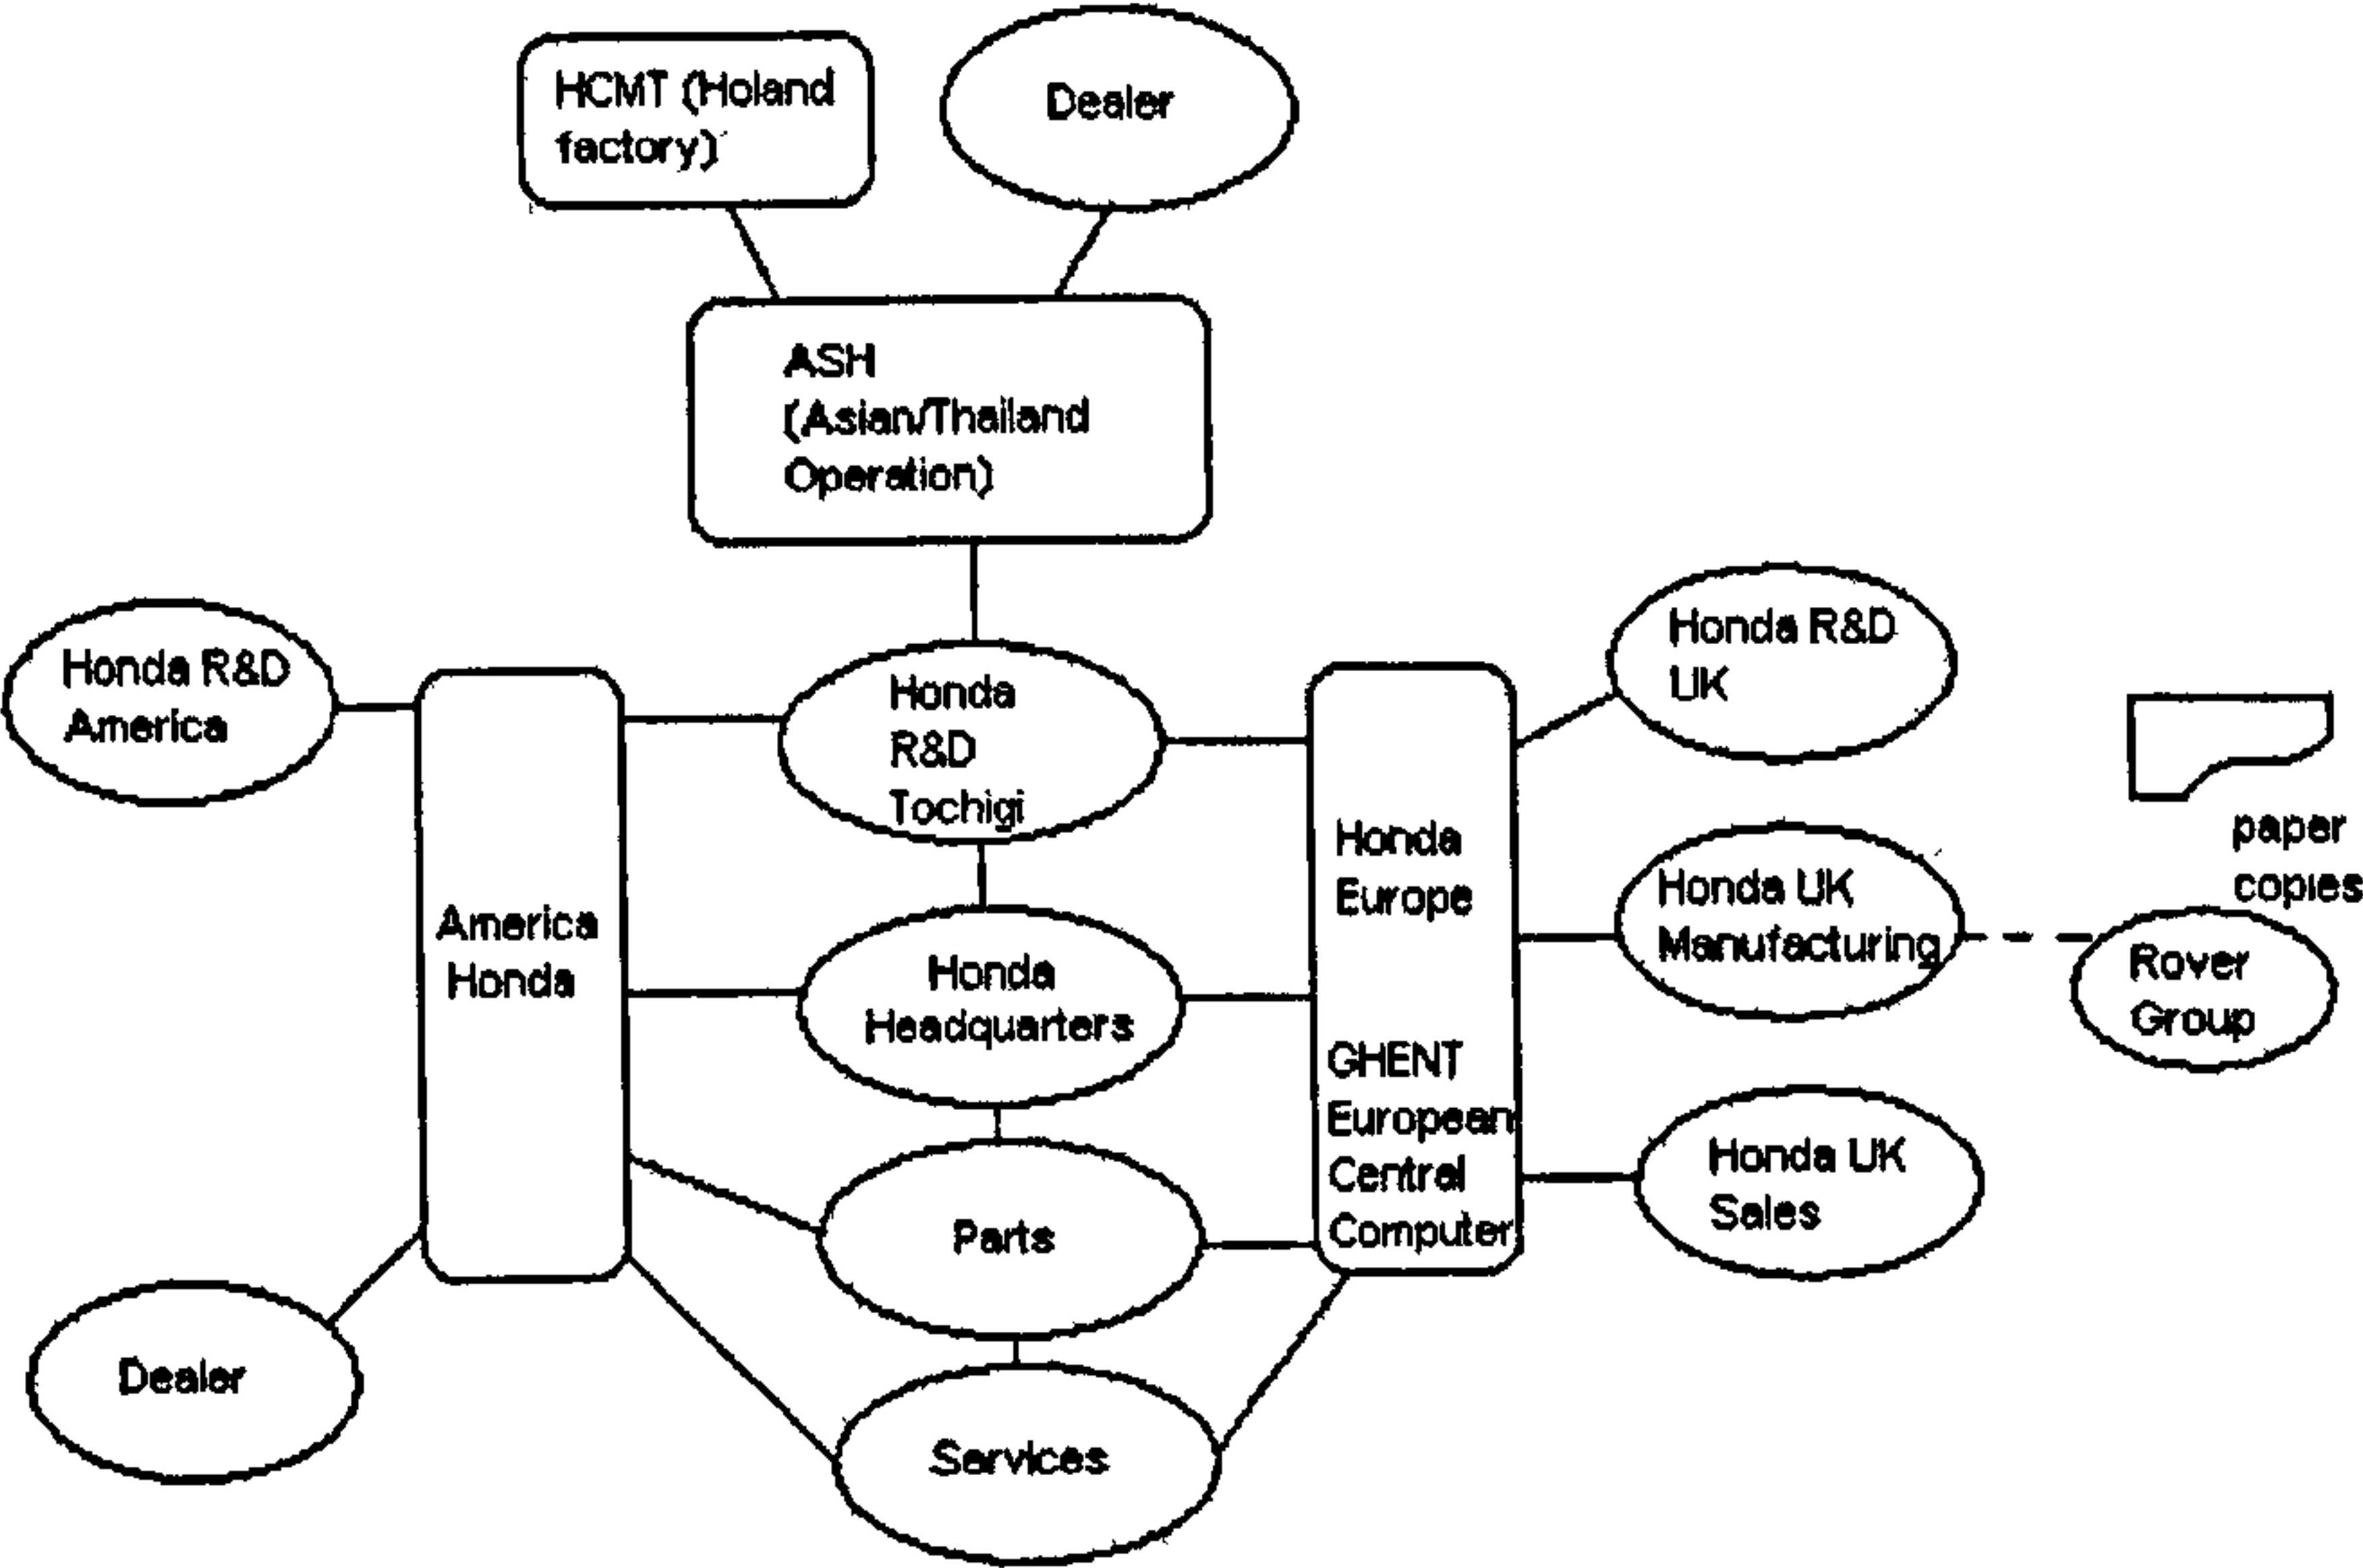 HCMT (Holand
factory)
Dealer
ASH
(Asian/Thailand
Operation)
Honda R&D
America
America
Honda
Honda
R&D
Tochigi
Honda
Headquarters
Parts
Services
Dealer
Honda
Europe
GHENT
European
Central
Computer
Honda R&D
UK
Honda UK
Manufacturing
Honda UK
Sales
paper
copies
Rover
Group